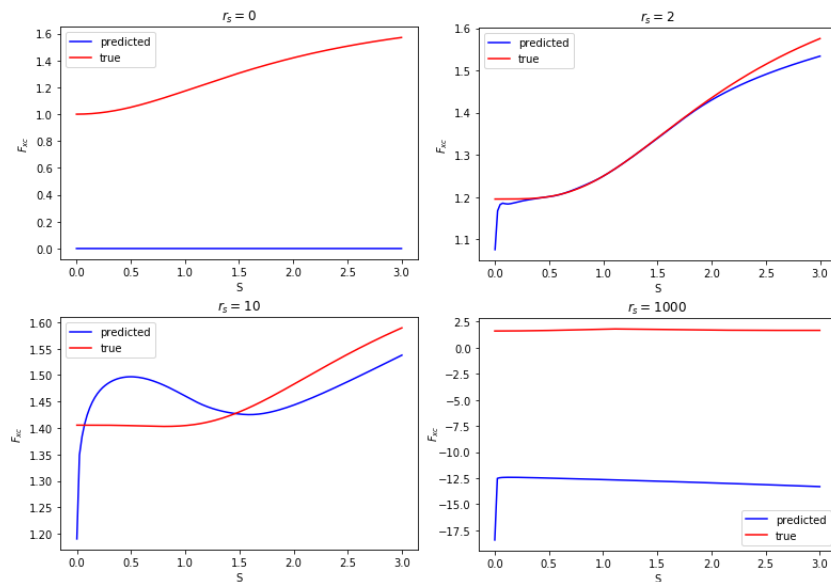 r_s = 0
1.6
1.4
1.2
1.0
0.8
0.6
0.4
0.2
0.0
F_xc
predicted
true
0.0 0.5 1.0 1.5 2.0 2.5 3.0
S
r_s = 2
1.6
1.5
1.4
1.3
1.2
1.1
F_xc
predicted
true
0.0 0.5 1.0 1.5 2.0 2.5 3.0
S
r_s = 10
1.60
1.55
1.50
1.45
1.40
1.35
1.30
1.25
1.20
F_xc
predicted
true
0.0 0.5 1.0 1.5 2.0 2.5 3.0
S
r_s = 1000
2.5
0.0
−2.5
−5.0
−7.5
−10.0
−12.5
−15.0
−17.5
F_xc
predicted
true
0.0 0.5 1.0 1.5 2.0 2.5 3.0
S